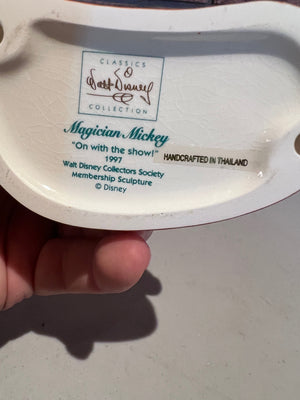 CLASSICS
Walt Disney
COLLECTION
Magician Mickey
"On with the show!"
1997
Walt Disney Collectors Society
Membership Sculpture
© Disney
HANDCRAFTED IN THAILAND